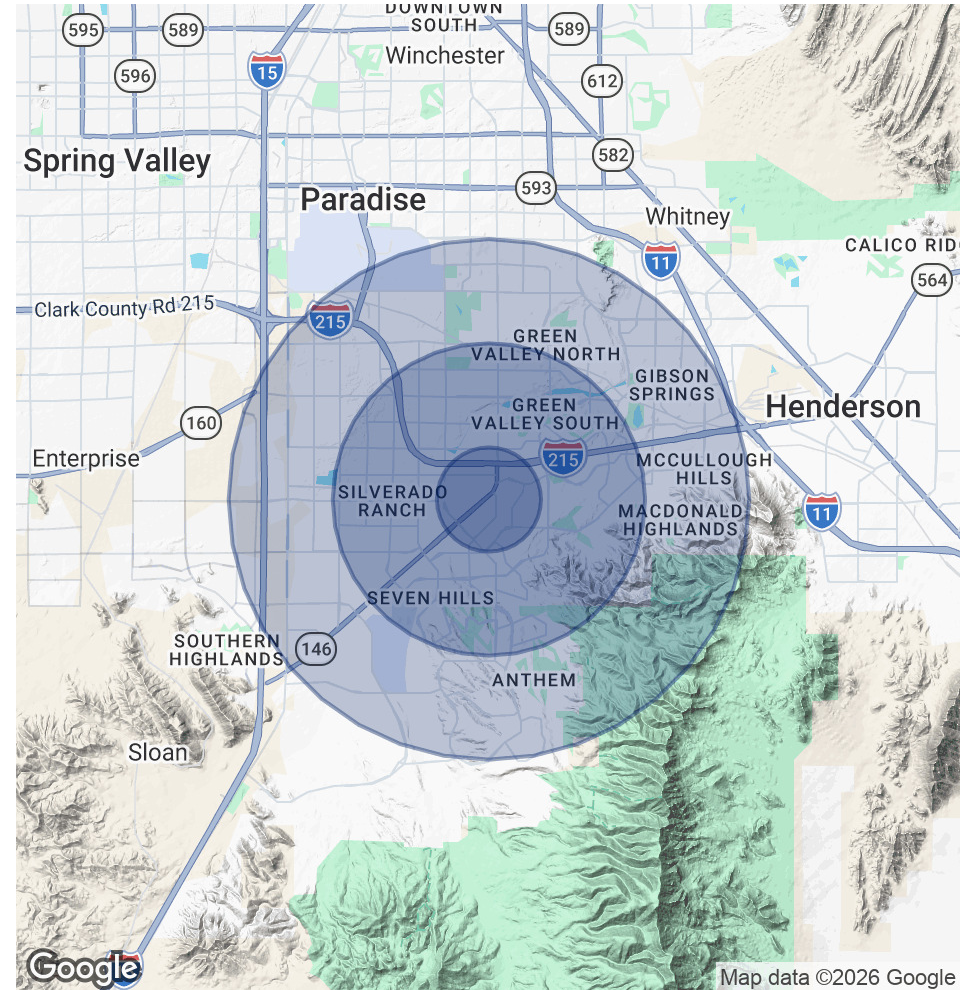 DOWNTOWN
SOUTH
595
589
589
Winchester
15
596
612
582
Spring Valley
593
Paradise
Whitney
CALICO RIDG
11
564
Clark County Rd 215
215
GREEN
VALLEY NORTH
GIBSON
SPRINGS
GREEN
VALLEY SOUTH
Henderson
160
Enterprise
215
MCCULLOUGH
HILLS
SILVERADO
RANCH
MACDONALD
HIGHLANDS
11
SEVEN HILLS
SOUTHERN
HIGHLANDS
146
ANTHEM
Sloan
Google
Map data ©2026 Google